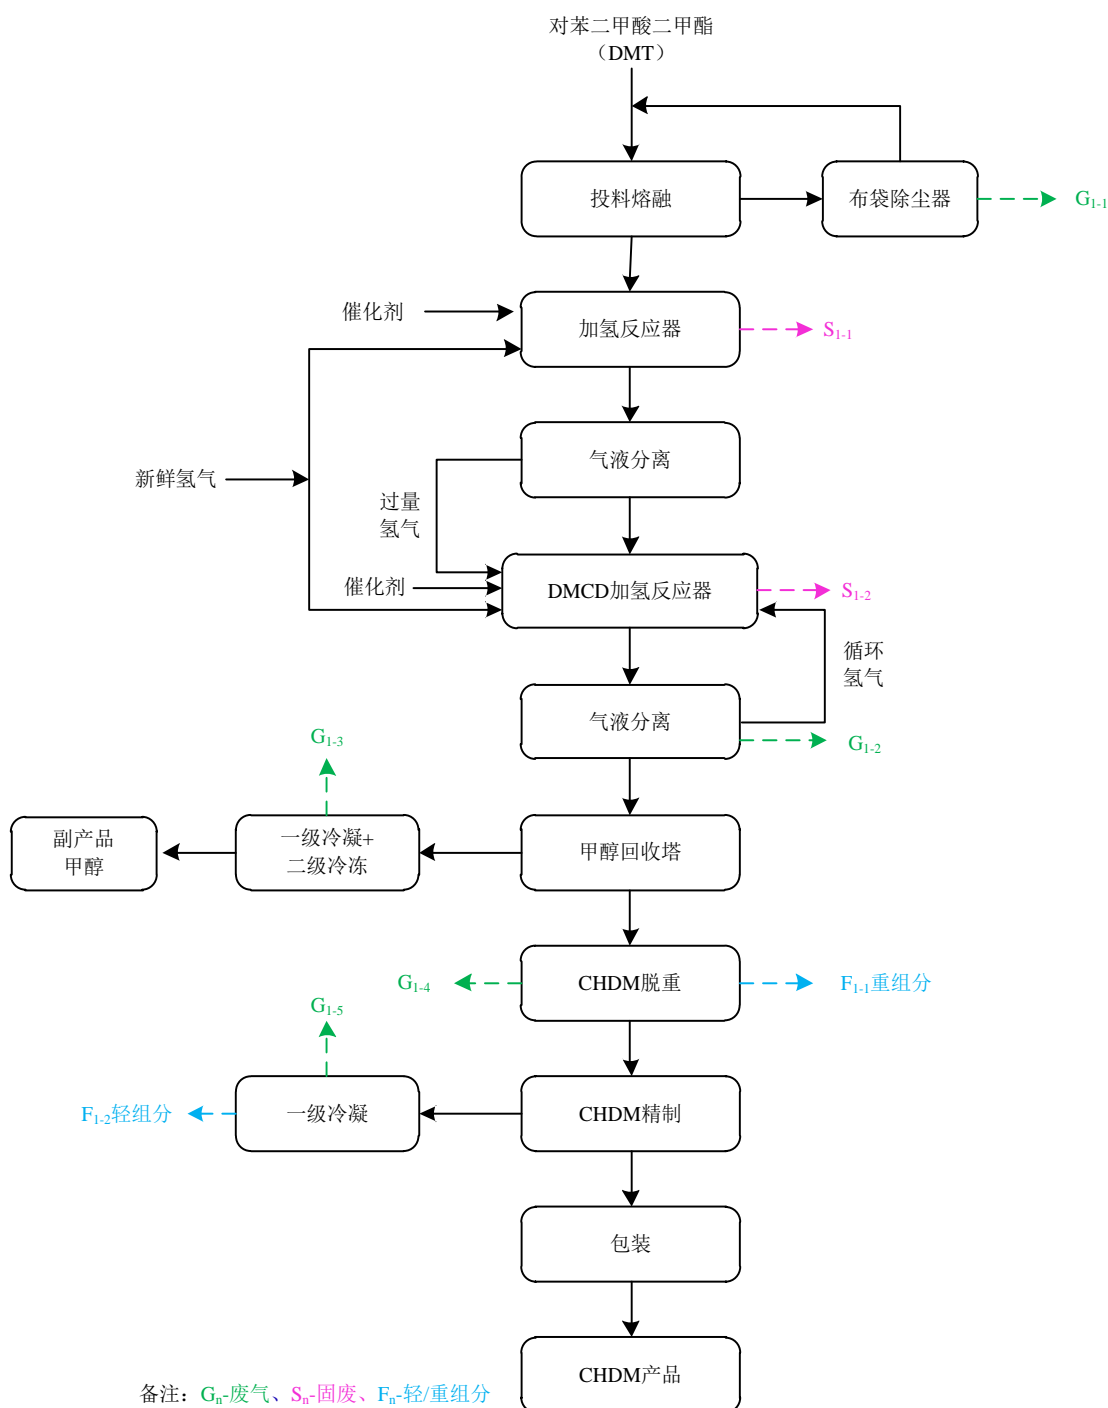 对苯二甲酸二甲酯
（DMT）
投料熔融
布袋除尘器
G1-1
催化剂
加氢反应器
S1-1
气液分离
新鲜氢气
过量
氢气
催化剂
DMCD加氢反应器
S1-2
循环
氢气
气液分离
G1-2
G1-3
副产品
甲醇
一级冷凝+
二级冷冻
甲醇回收塔
G1-4
CHDM脱重
F1-1重组分
G1-5
F1-2轻组分
一级冷凝
CHDM精制
包装
CHDM产品
备注：Gn-废气、Sn-固废、Fn-轻/重组分